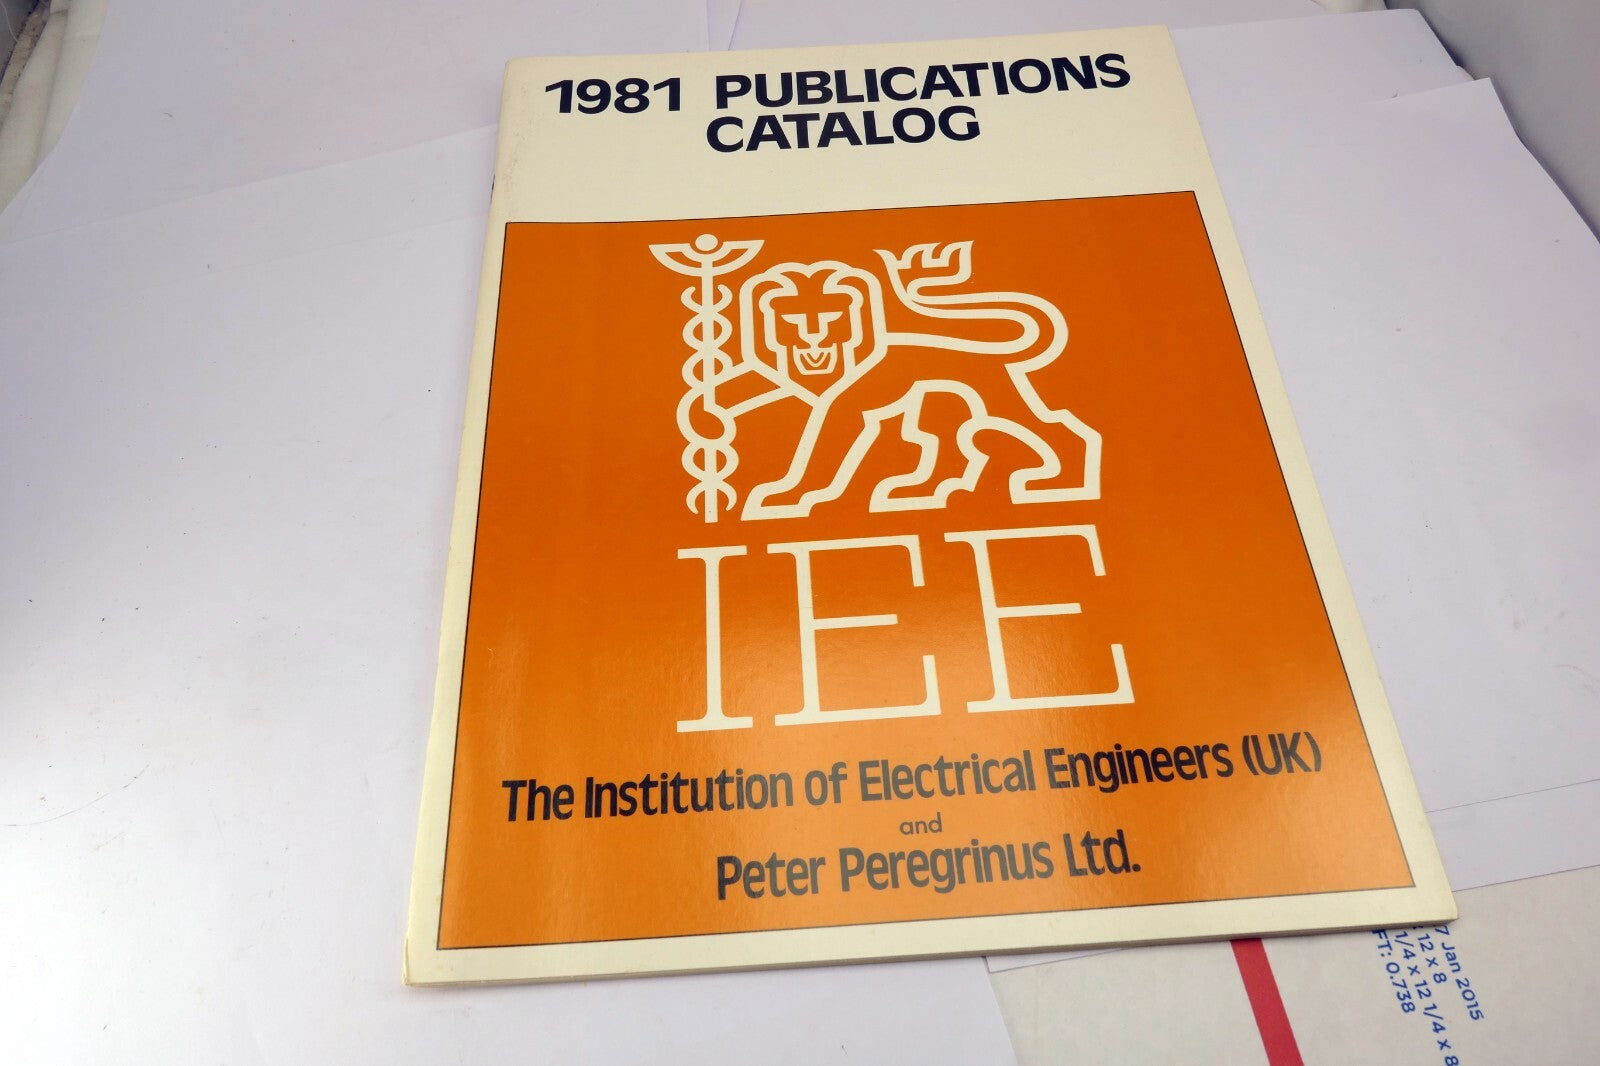 1981 PUBLICATIONS
CATALOG
IEE
The Institution of Electrical Engineers (UK)
and
Peter Peregrinus Ltd.
7 Jan 2015
12 x 8
1/4 x 12 1/4 x 8
FT: 0.738